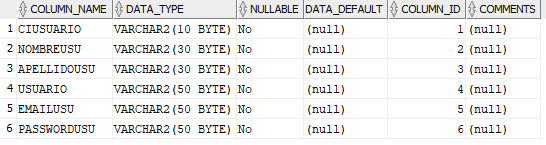 COLUMN_NAME DATA_TYPE NULLABLE DATA_DEFAULT COLUMN_ID COMMENTS
1 CIUSUARIO VARCHAR2(10 BYTE) No (null) 1 (null)
2 NOMBREUSU VARCHAR2(30 BYTE) No (null) 2 (null)
3 APELLIDOUSU VARCHAR2(30 BYTE) No (null) 3 (null)
4 USUARIO VARCHAR2(50 BYTE) No (null) 4 (null)
5 EMAILUSU VARCHAR2(50 BYTE) No (null) 5 (null)
6 PASSWORDUSU VARCHAR2(50 BYTE) No (null) 6 (null)